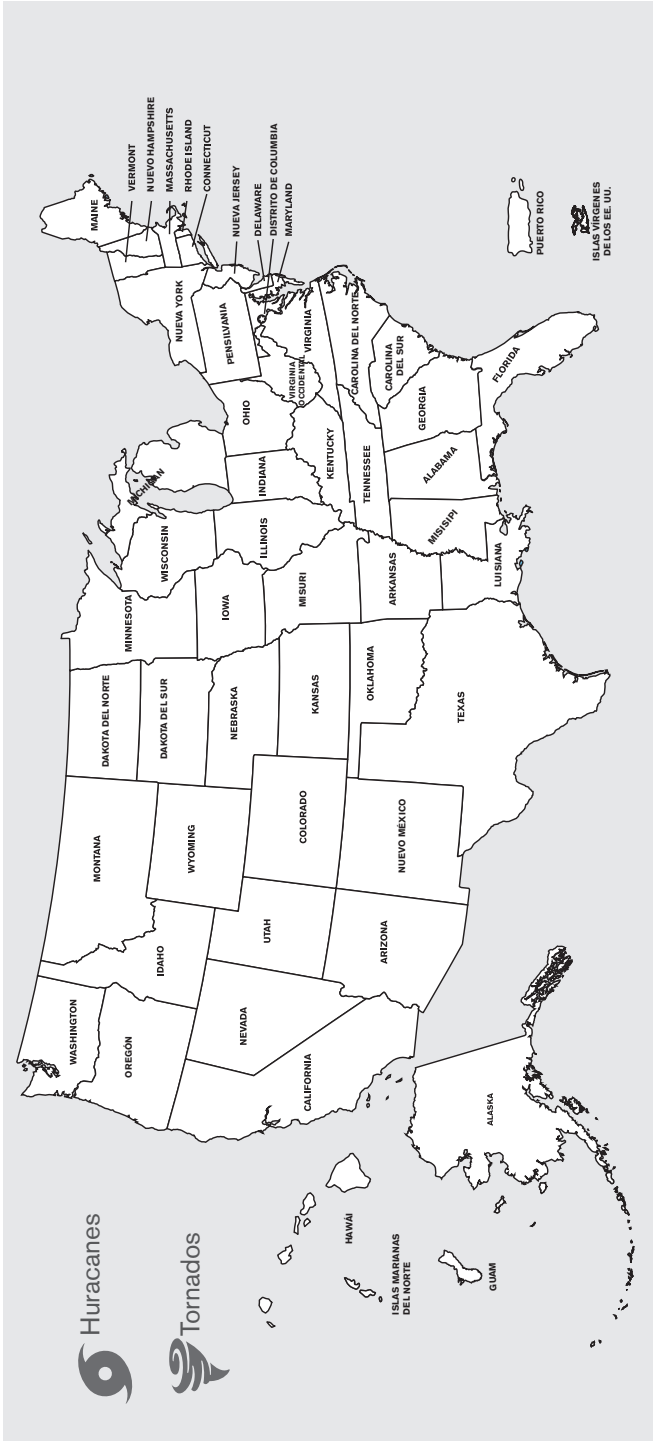 Huracanes
Tornados
WASHINGTON
OREGÓN
CALIFORNIA
NEVADA
IDAHO
MONTANA
WYOMING
UTAH
ARIZONA
COLORADO
NUEVO MÉXICO
DAKOTA DEL NORTE
DAKOTA DEL SUR
NEBRASKA
KANSAS
OKLAHOMA
TEXAS
MINNESOTA
IOWA
MISURI
ARKANSAS
LUISIANA
WISCONSIN
ILLINOIS
MICHIGAN
INDIANA
OHIO
KENTUCKY
TENNESSEE
MISISIPI
ALABAMA
GEORGIA
FLORIDA
CAROLINA
DEL SUR
CAROLINA DEL NORTE
VIRGINIA
VIRGINIA
OCCIDENTAL
PENSILVANIA
NUEVA YORK
MAINE
VERMONT
NUEVO HAMPSHIRE
MASSACHUSETTS
RHODE ISLAND
CONNECTICUT
NUEVA JERSEY
DELAWARE
DISTRITO DE COLUMBIA
MARYLAND
ALASKA
HAWÁI
ISLAS MARIANAS
DEL NORTE
GUAM
PUERTO RICO
ISLAS VÍRGENES
DE LOS EE. UU.